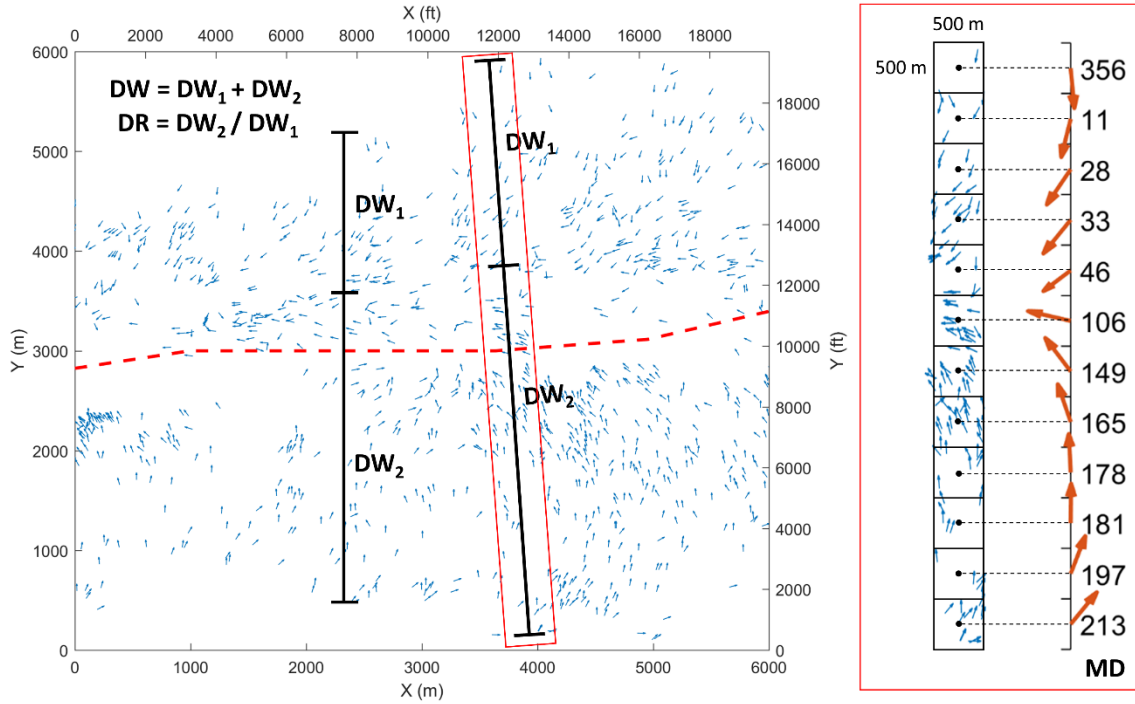 X (ft)
0 2000 4000 6000 8000 10000 12000 14000 16000 18000
6000
5000
4000
3000
2000
1000
0
Y (m)
DW = DW₁ + DW₂
DR = DW₂ / DW₁
DW₁
DW₂
DW₁
DW₂
18000
16000
14000
12000
10000
8000
6000
4000
2000
0
Y (ft)
0 1000 2000 3000 4000 5000 6000
X (m)
500 m
500 m
356
11
28
33
46
106
149
165
178
181
197
213
MD